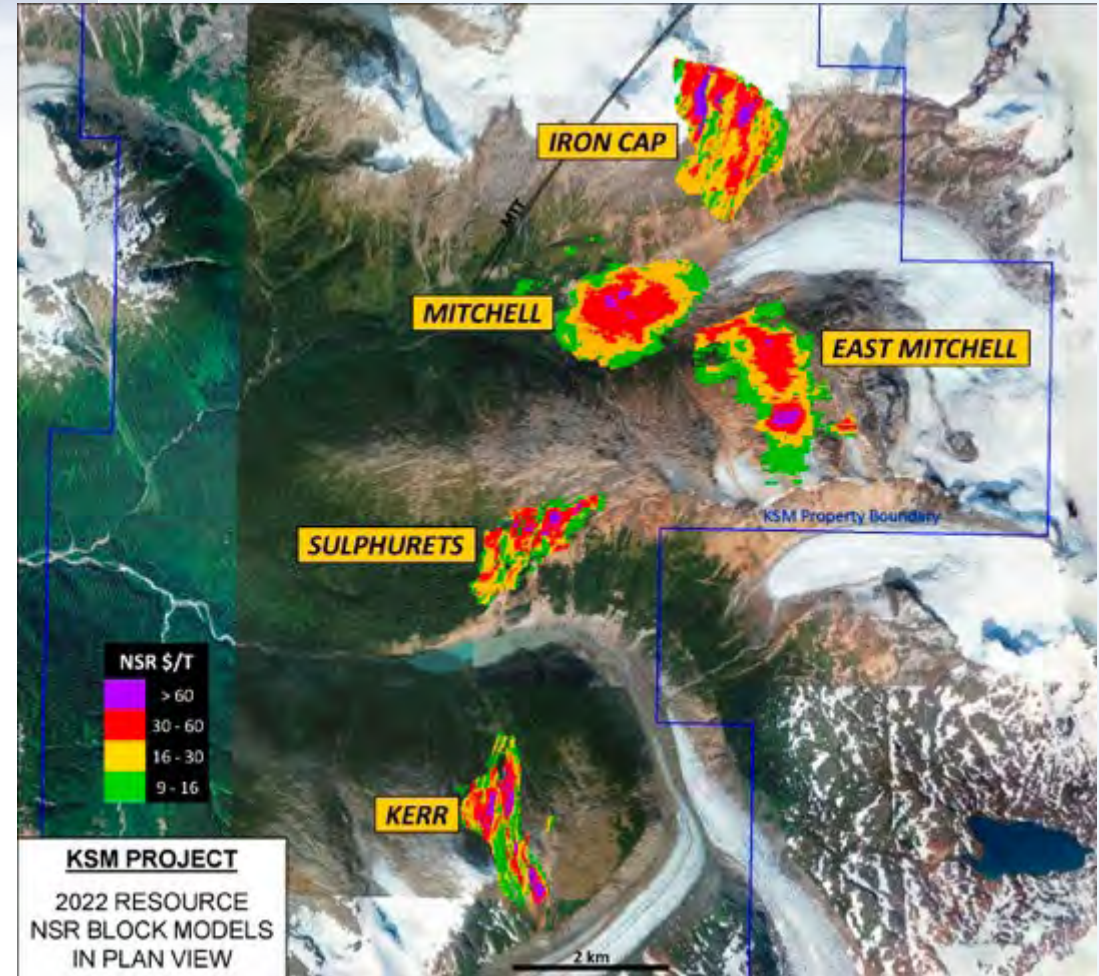 IRON CAP
MTT
MITCHELL
EAST MITCHELL
KSM Property Boundary
SULPHURETS
NSR $/T
> 60
30 - 60
16 - 30
9 - 16
KERR
KSM PROJECT
2022 RESOURCE
NSR BLOCK MODELS
IN PLAN VIEW
2 km